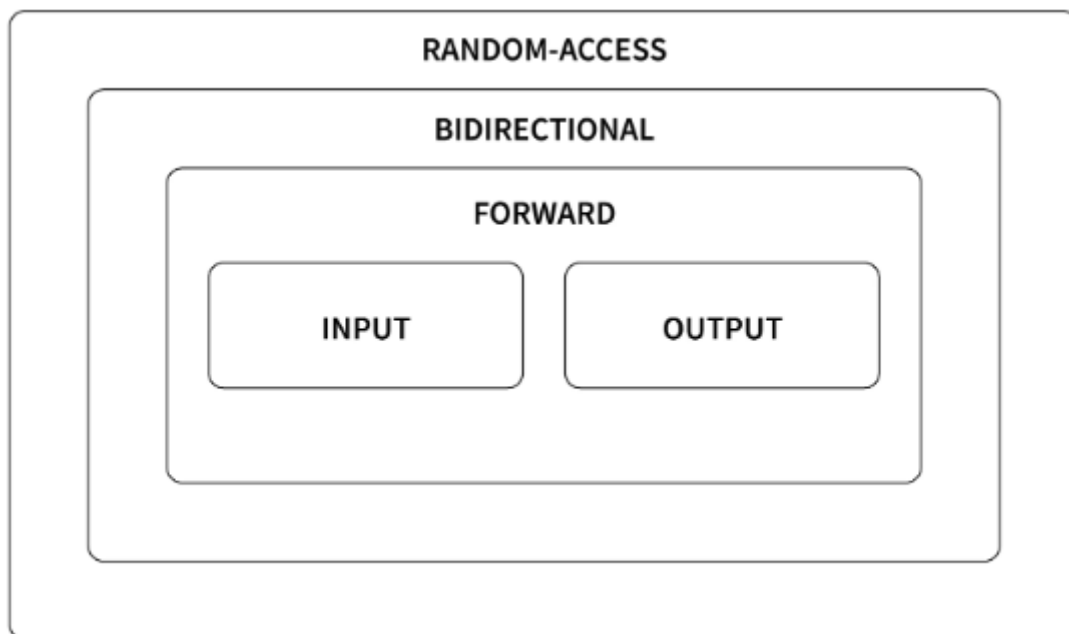 RANDOM-ACCESS
BIDIRECTIONAL
FORWARD
INPUT
OUTPUT